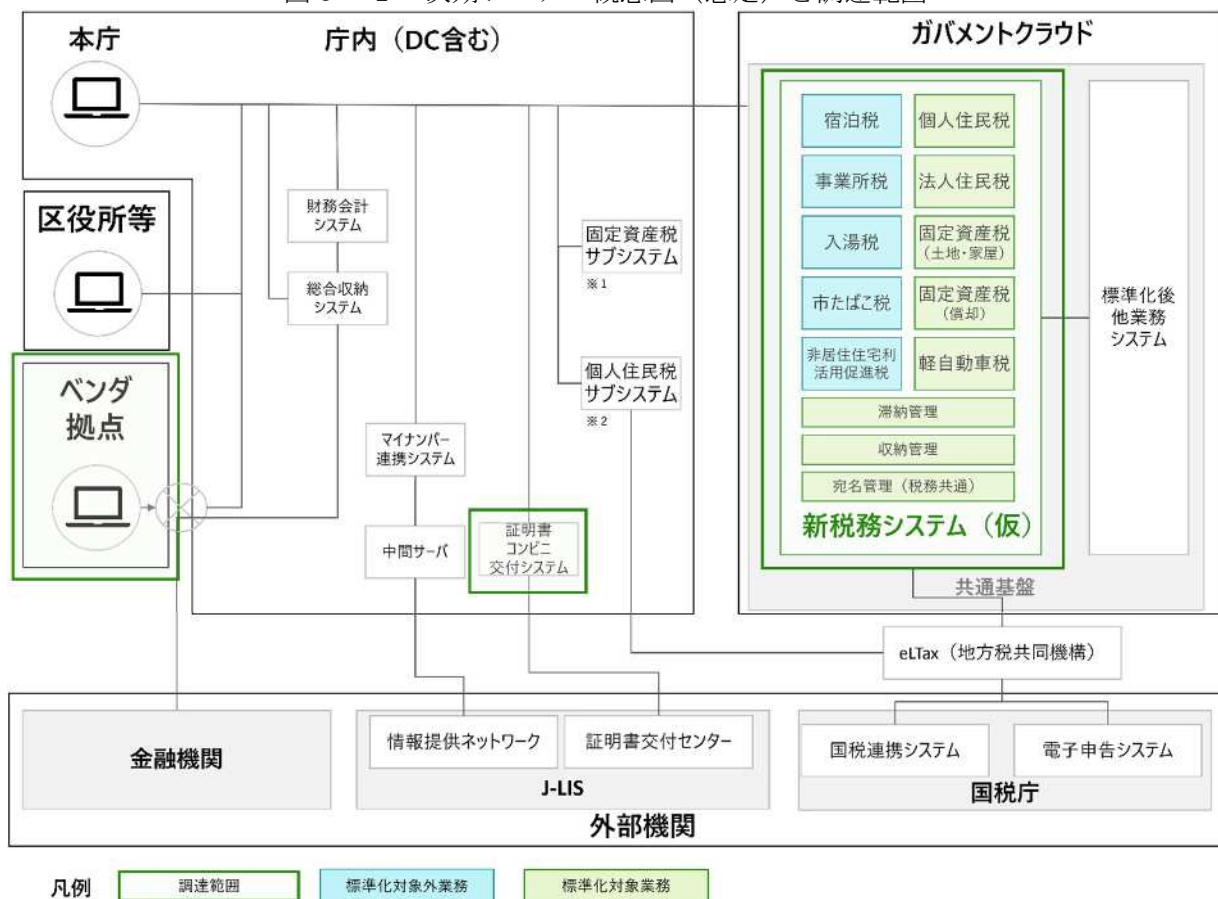 本庁
庁内（DC含む）
ガバメントクラウド
区役所等
ベンダ
拠点
財務会計
システム
総合収納
システム
マイナンバー
連携システム
中間サーバ
証明書
コンビニ
交付システム
固定資産税
サブシステム
※1
個人住民税
サブシステム
※2
宿泊税
個人住民税
事業所税
法人住民税
入湯税
固定資産税
（土地・家屋）
市たばこ税
固定資産税
（償却）
非居住住宅利
活用促進税
軽自動車税
滞納管理
収納管理
宛名管理（税務共通）
新税務システム（仮）
標準化後
他業務
システム
共通基盤
eLTax（地方税共同機構）
金融機関
情報提供ネットワーク
証明書交付センター
J-LIS
国税連携システム
電子申告システム
国税庁
外部機関
凡例
調達範囲
標準化対象外業務
標準化対象業務